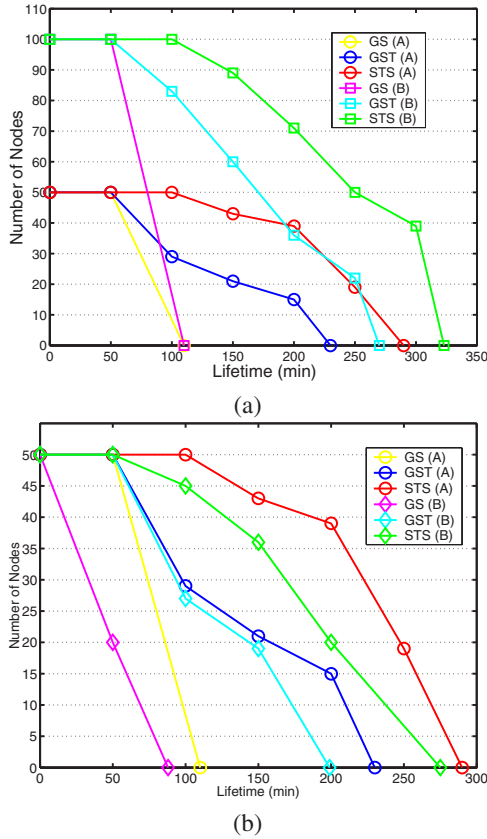 110
100
90
80
70
60
50
40
30
20
10
0
Number of Nodes
GS (A)
GST (A)
STS (A)
GS (B)
GST (B)
STS (B)
0 50 100 150 200 250 300 350
Lifetime (min)
(a)
50
45
40
35
30
25
20
15
10
5
0
Number of Nodes
GS (A)
GST (A)
STS (A)
GS (B)
GST (B)
STS (B)
0 50 100 150 200 250 300
Lifetime (min)
(b)